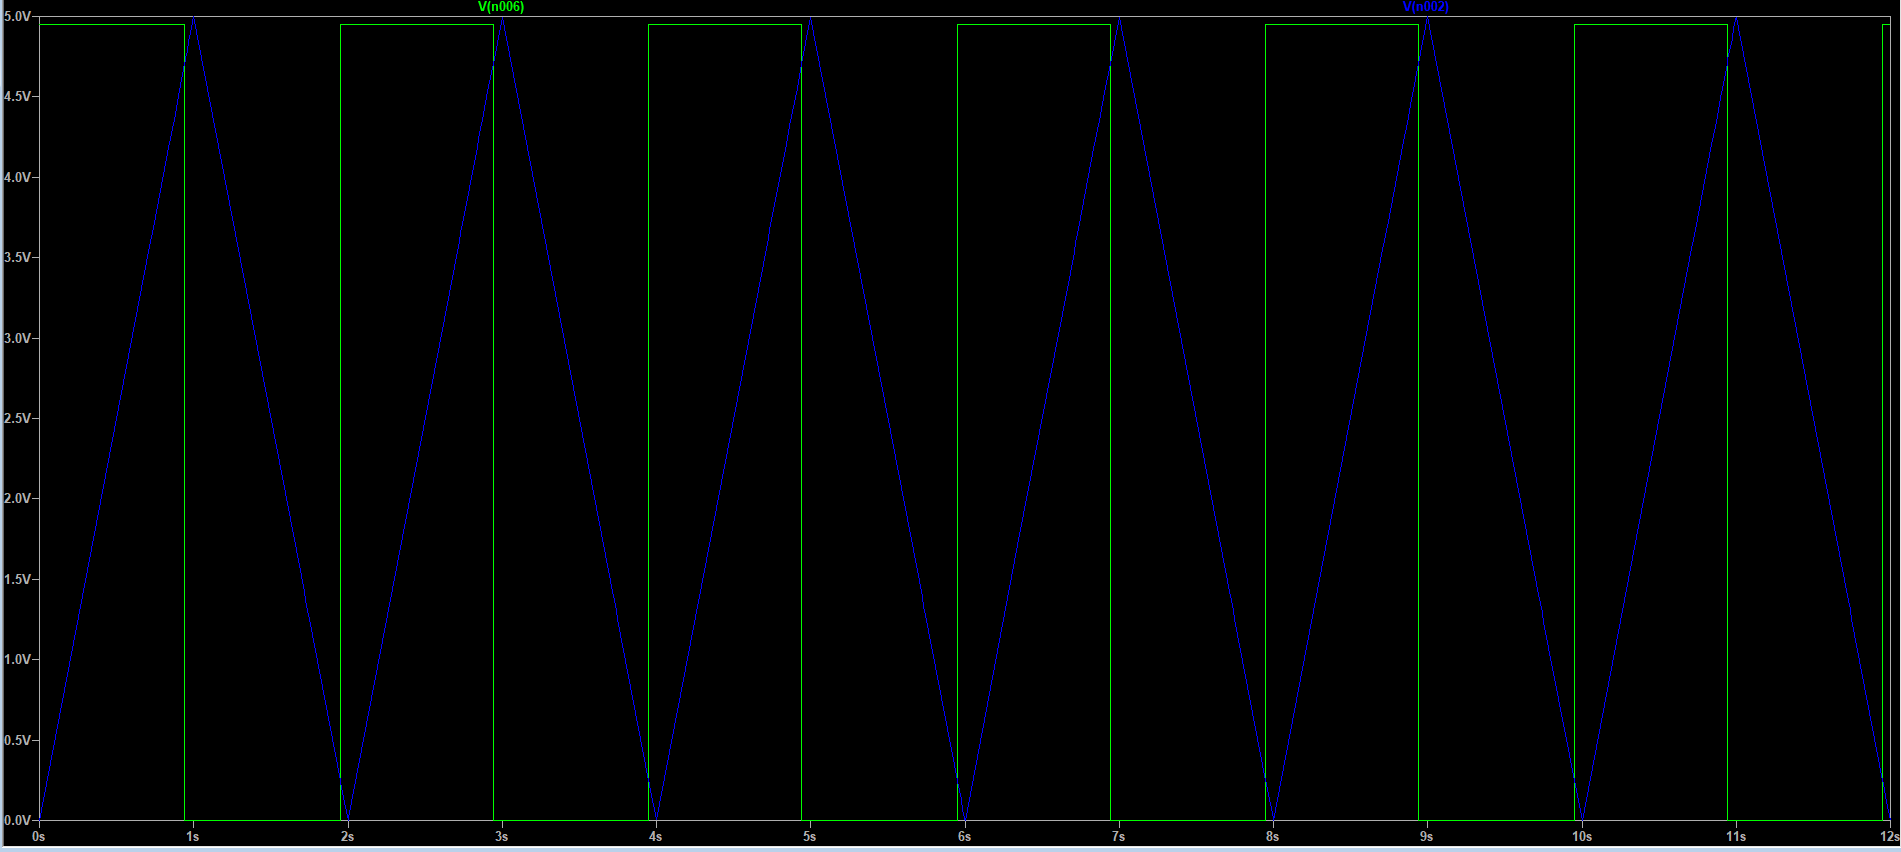 V(n006) V(n002)
5.0V
4.5V
4.0V
3.5V
3.0V
2.5V
2.0V
1.5V
1.0V
0.5V
0.0V
0s 1s 2s 3s 4s 5s 6s 7s 8s 9s 10s 11s 12s